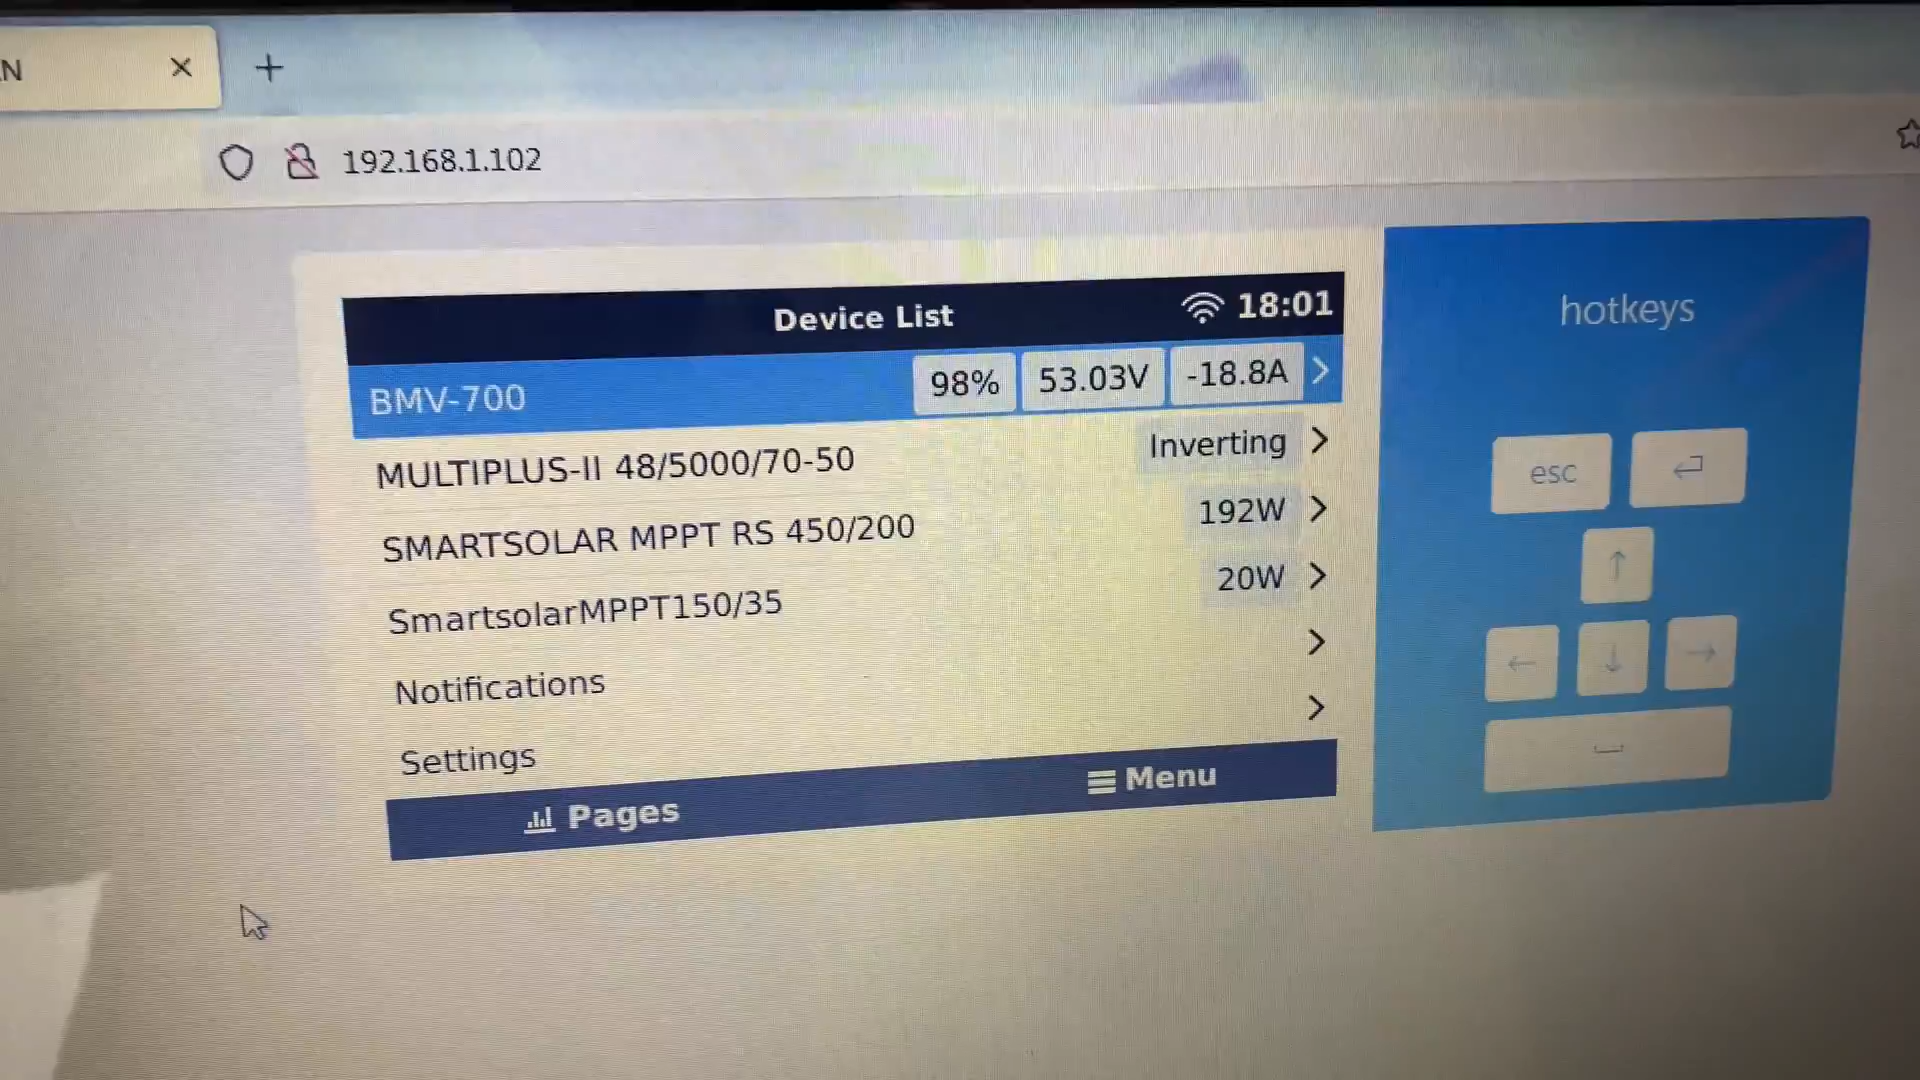 N
192.168.1.102
Device List 18:01
BMV-700 98% 53.03V -18.8A
MULTIPLUS-II 48/5000/70-50 Inverting
SMARTSOLAR MPPT RS 450/200 192W
SmartsolarMPPT150/35 20W
Notifications
Settings
Pages Menu
hotkeys
esc